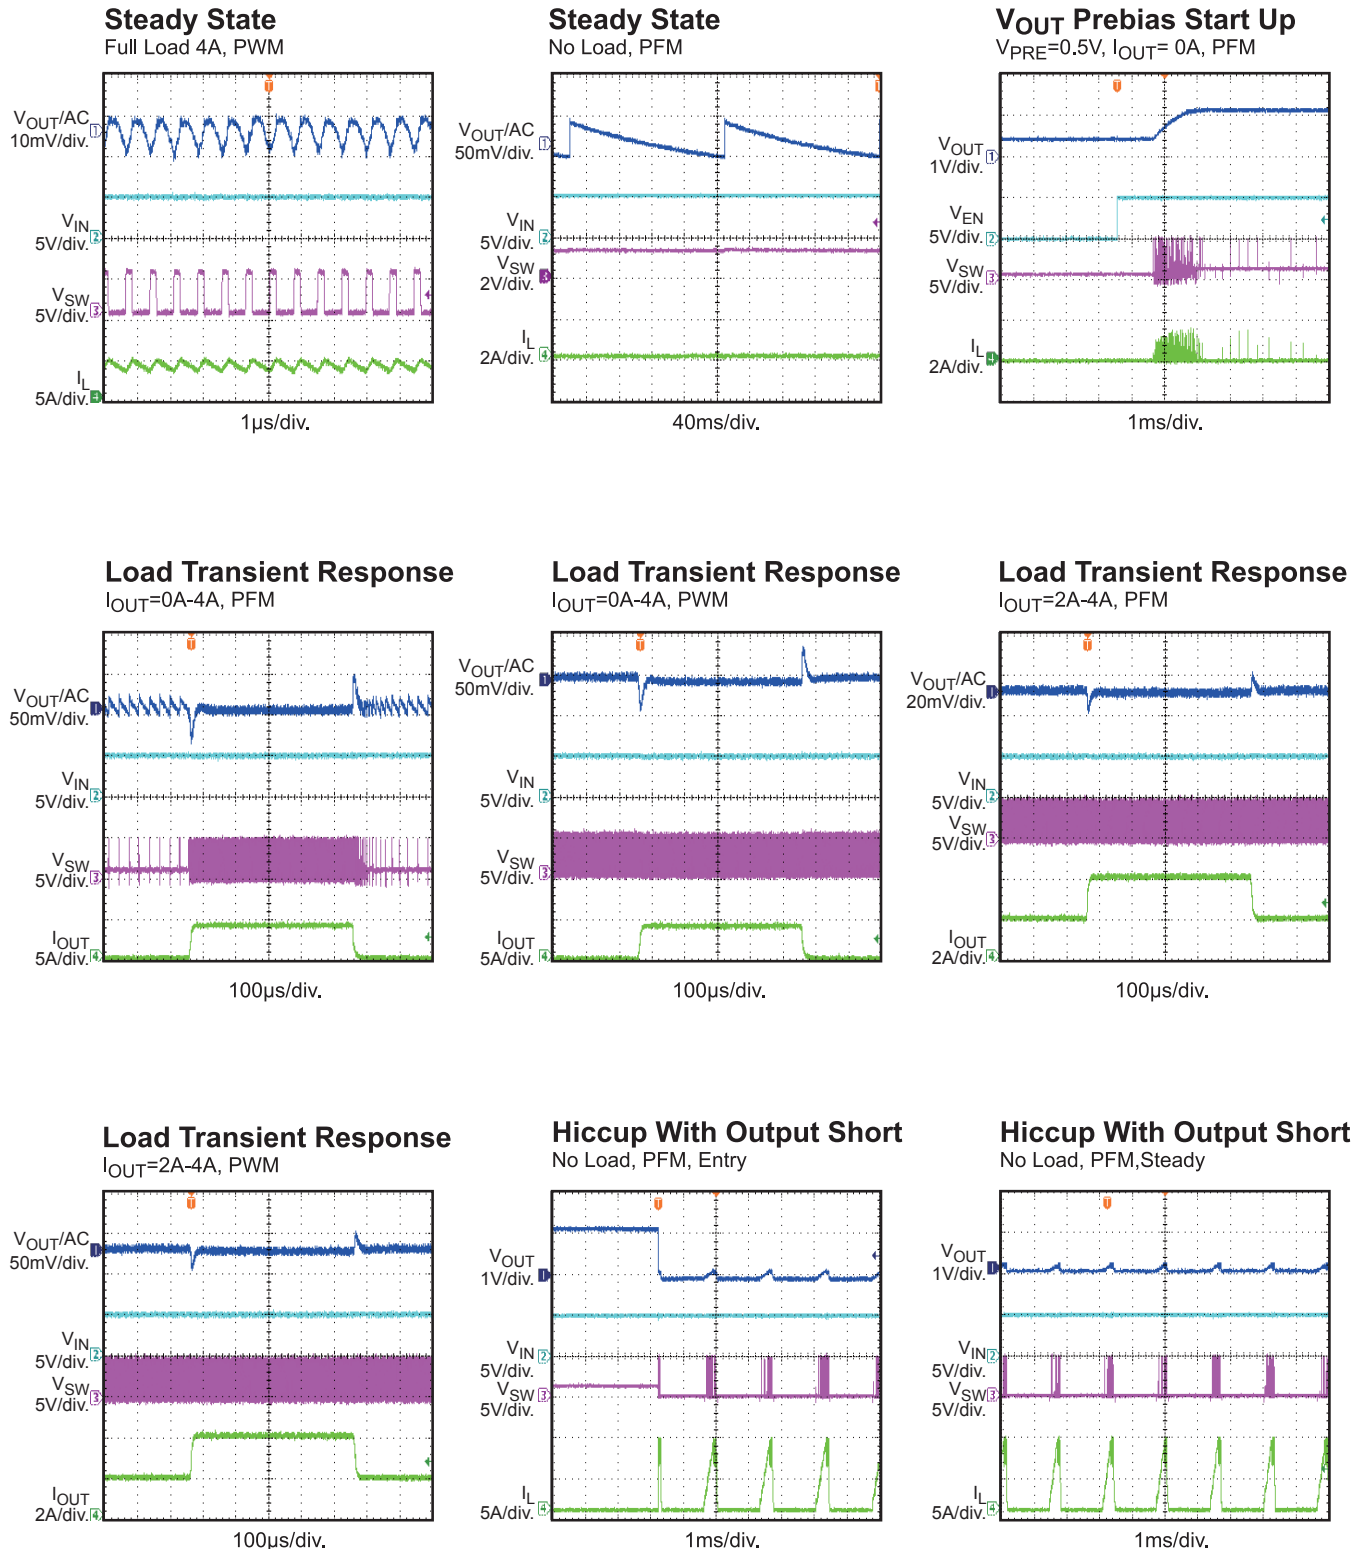 Steady State
Full Load 4A, PWM
VOUT/AC
10mV/div.
VIN
5V/div.
VSW
5V/div.
IL
5A/div.
1µs/div.
Steady State
No Load, PFM
VOUT/AC
50mV/div.
VIN
5V/div.
VSW
2V/div.
IL
2A/div.
40ms/div.
VOUT Prebias Start Up
VPRE=0.5V, IOUT= 0A, PFM
VOUT
1V/div.
VEN
5V/div.
VSW
5V/div.
IL
2A/div.
1ms/div.
Load Transient Response
IOUT=0A-4A, PFM
VOUT/AC
50mV/div.
VIN
5V/div.
VSW
5V/div.
IOUT
5A/div.
100µs/div.
Load Transient Response
IOUT=0A-4A, PWM
VOUT/AC
50mV/div.
VIN
5V/div.
VSW
5V/div.
IOUT
5A/div.
100µs/div.
Load Transient Response
IOUT=2A-4A, PFM
VOUT/AC
20mV/div.
VIN
5V/div.
VSW
5V/div.
IOUT
2A/div.
100µs/div.
Load Transient Response
IOUT=2A-4A, PWM
VOUT/AC
50mV/div.
VIN
5V/div.
VSW
5V/div.
IOUT
2A/div.
100µs/div.
Hiccup With Output Short
No Load, PFM, Entry
VOUT
1V/div.
VIN
5V/div.
VSW
5V/div.
IL
5A/div.
1ms/div.
Hiccup With Output Short
No Load, PFM,Steady
VOUT
1V/div.
VIN
5V/div.
VSW
5V/div.
IL
5A/div.
1ms/div.